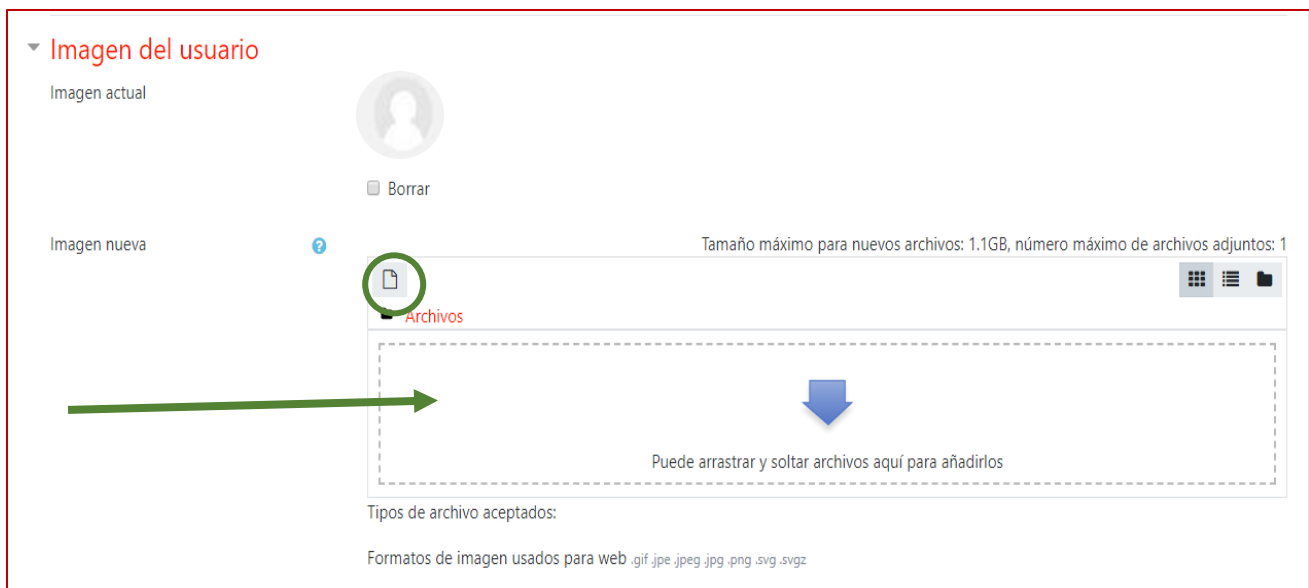 Imagen del usuario
Imagen actual
Borrar
Imagen nueva
Tamaño máximo para nuevos archivos: 1.1GB, número máximo de archivos adjuntos: 1
Archivos
Puede arrastrar y soltar archivos aquí para añadirlos
Tipos de archivo aceptados:
Formatos de imagen usados para web .gif .jpe .jpeg .jpg .png .svg .svgz